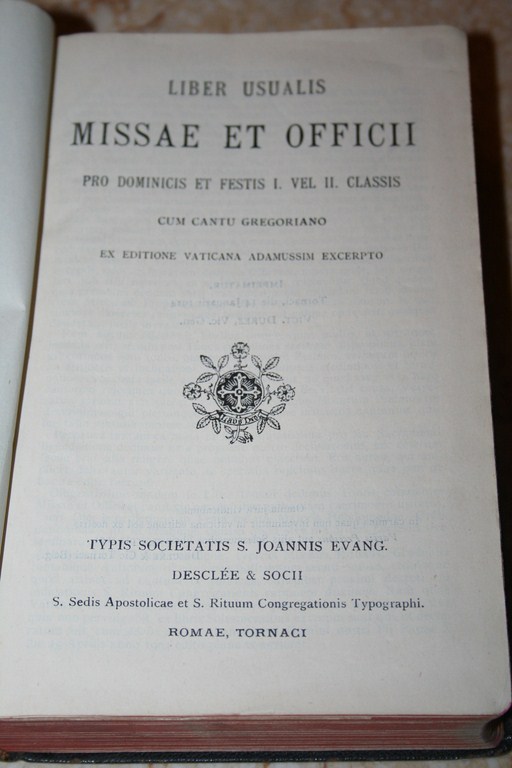 LIBER USUALIS
MISSAE ET OFFICII
PRO DOMINICIS ET FESTIS I. VEL II. CLASSIS
CUM CANTU GREGORIANO
EX EDITIONE VATICANA ADAMUSSIM EXCERPTO
TYPIS SOCIETATIS S. JOANNIS EVANG.
DESCLÉE & SOCII
S. Sedis Apostolicae et S. Rituum Congregationis Typographi.
ROMAE, TORNACI